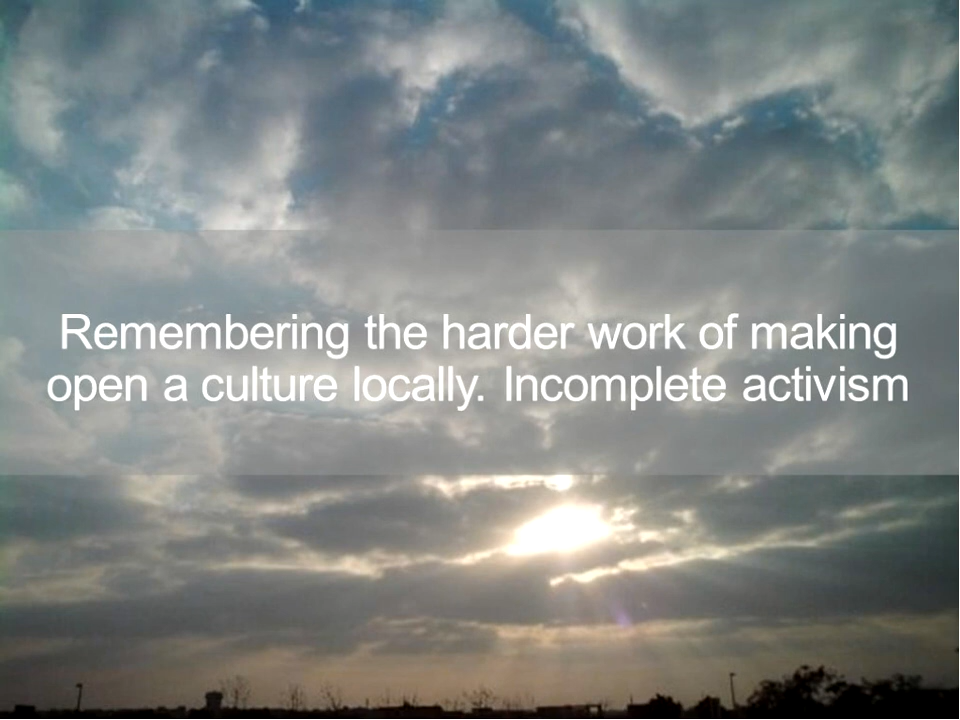 Remembering the harder work of making
open a culture locally. Incomplete activism